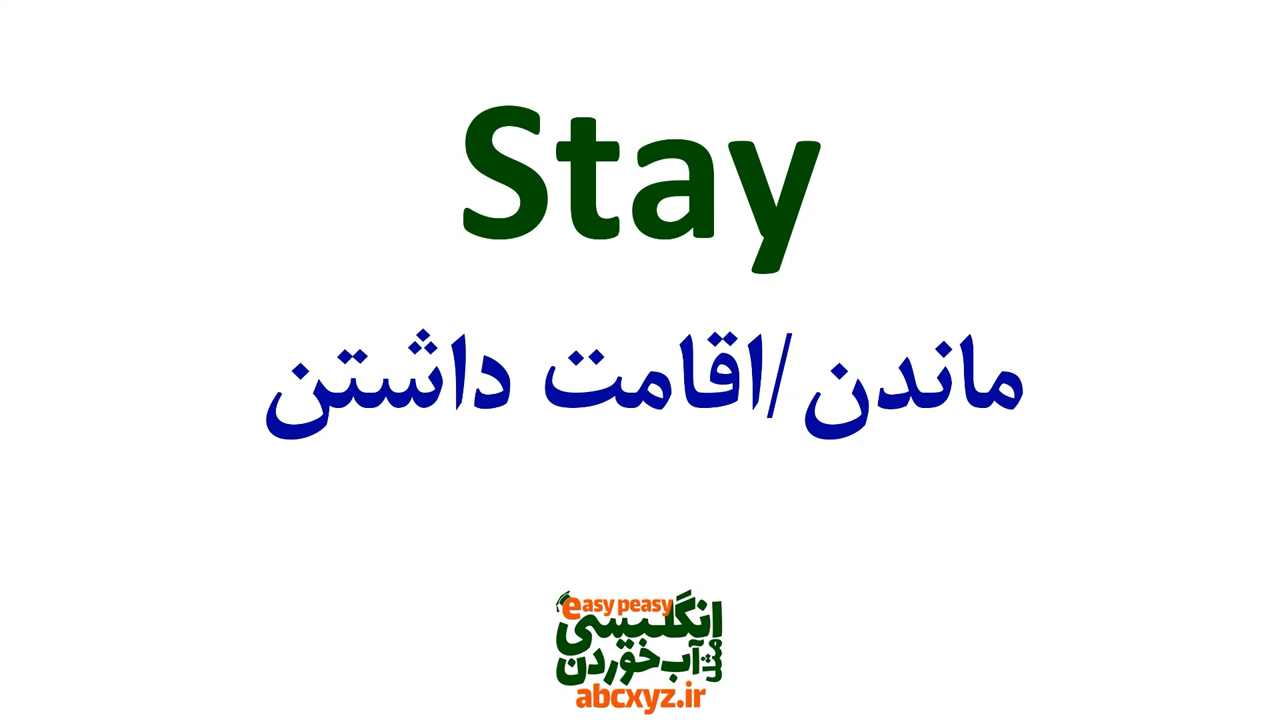 Stay
ماندن/اقامت داشتن
easy peasy
انگلیسی
مثل آب خوردن
abcxyz.ir